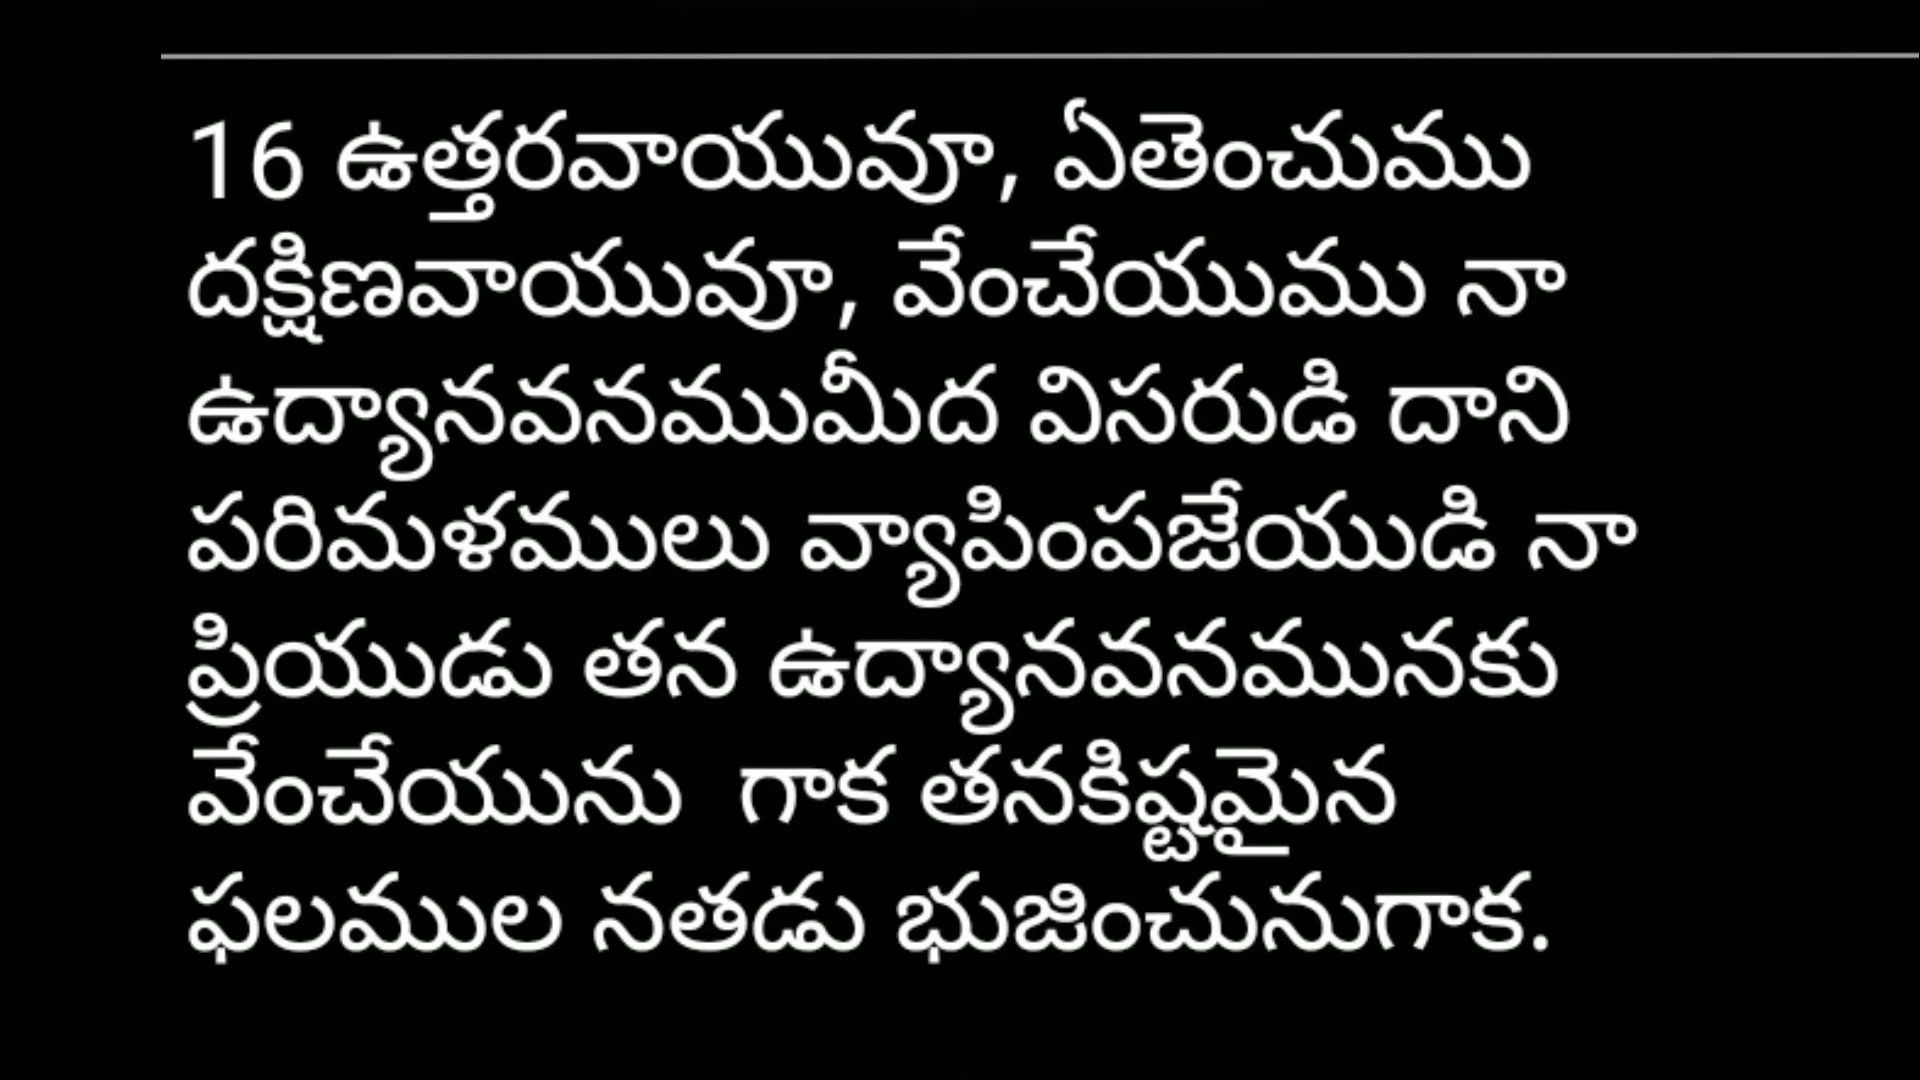 16 ఉత్తరవాయువూ, ఏతెంచుము
దక్షిణవాయువూ, వేంచేయుము నా
ఉద్యానవనముమీద విసరుడి దాని
పరిమళములు వ్యాపింపజేయుడి నా
ప్రియుడు తన ఉద్యానవనమునకు
వేంచేయును  గాక తనకిష్టమైన
ఫలముల నతడు భుజించునుగాక.